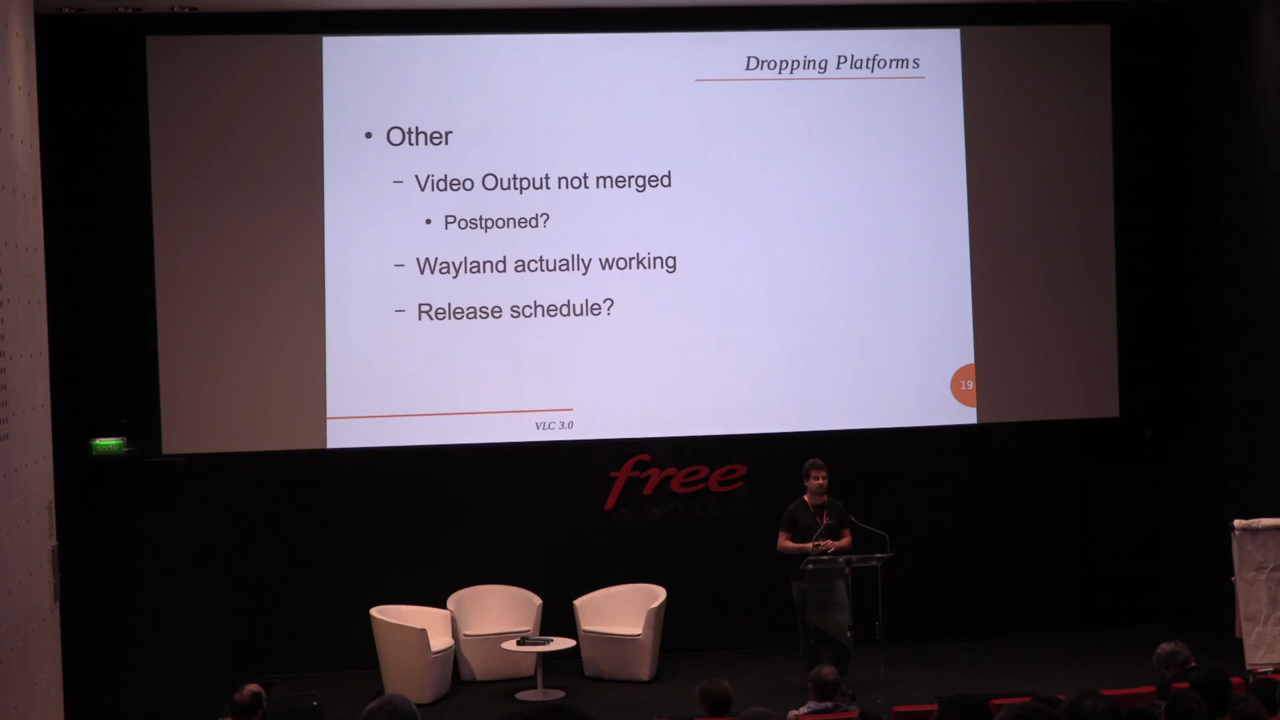 Dropping Platforms
• Other
– Video Output not merged
• Postponed?
– Wayland actually working
– Release schedule?
19
VLC 3.0
free